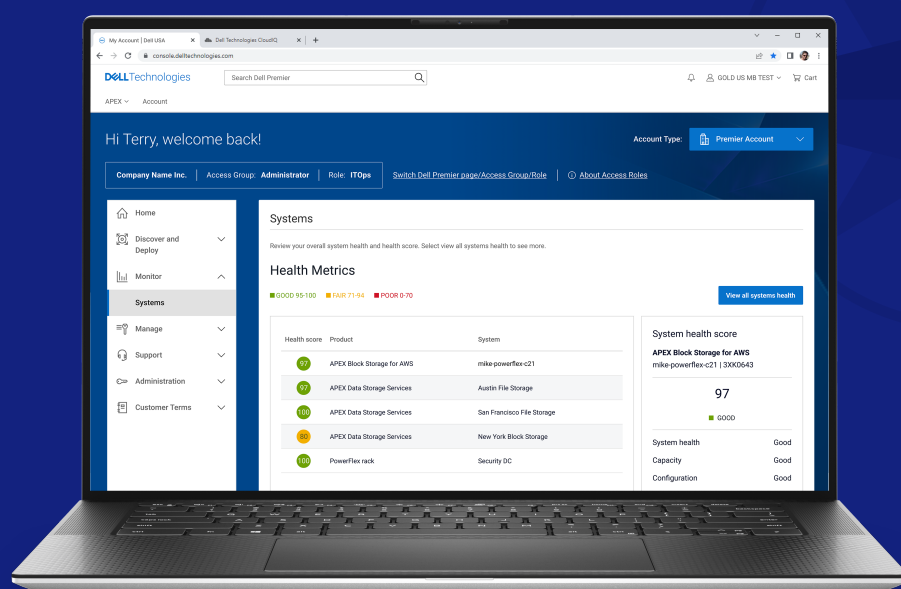 My Account | Dell USA
Dell Technologies CloudIQ
console.delltechnologies.com
DELLTechnologies
Search Dell Premier
GOLD US MB TEST
Cart
APEX
Account
Hi Terry, welcome back!
Account Type:
Premier Account
Company Name Inc.
Access Group: Administrator
Role: ITOps
Switch Dell Premier page/Access Group/Role
About Access Roles
Home
Discover and
Deploy
Monitor
Systems
Manage
Support
Administration
Customer Terms
Systems
Review your overall system health and health score. Select view all systems health to see more.
Health Metrics
GOOD 95-100 FAIR 71-94 POOR 0-70
View all systems health
Health score Product System
97 APEX Block Storage for AWS mike-powerflex-c21
97 APEX Data Storage Services Austin File Storage
100 APEX Data Storage Services San Francisco File Storage
80 APEX Data Storage Services New York Block Storage
100 PowerFlex rack Security DC
System health score
APEX Block Storage for AWS
mike-powerflex-c21 | 3XK0643
97
GOOD
System health Good
Capacity Good
Configuration Good